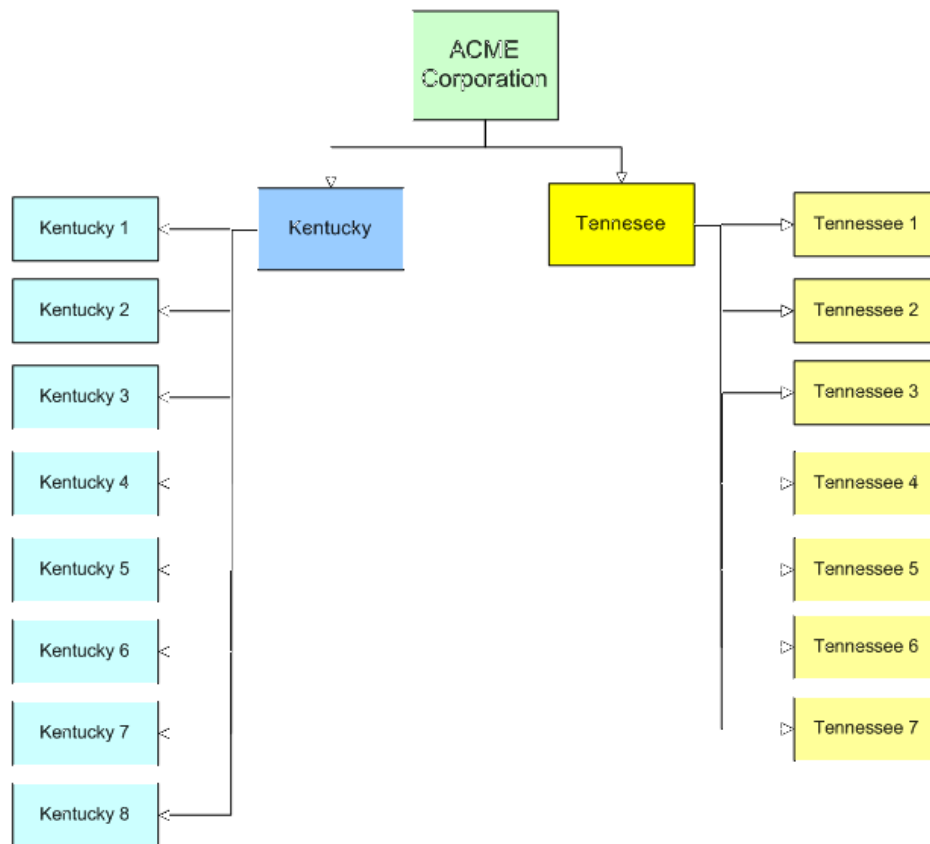 ACME
Corporation
Kentucky
Tennesee
Kentucky 1
Kentucky 2
Kentucky 3
Kentucky 4
Kentucky 5
Kentucky 6
Kentucky 7
Kentucky 8
Tennessee 1
Tennessee 2
Tennessee 3
Tennessee 4
Tennessee 5
Tennessee 6
Tennessee 7